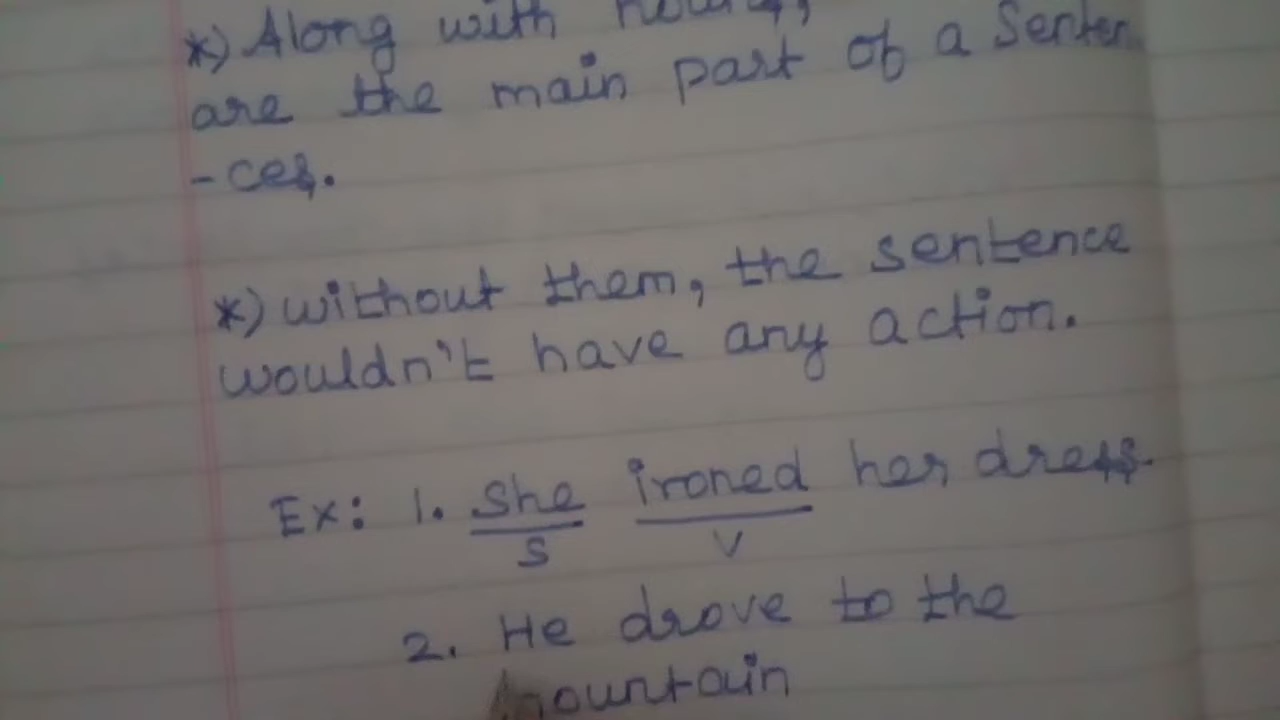 *) Along with
are the main part of a Senten
-ces.
*) without them, the sentence
wouldn't have any action.
Ex: 1. She ironed her dress.
S V
2. He drove to the
mountain